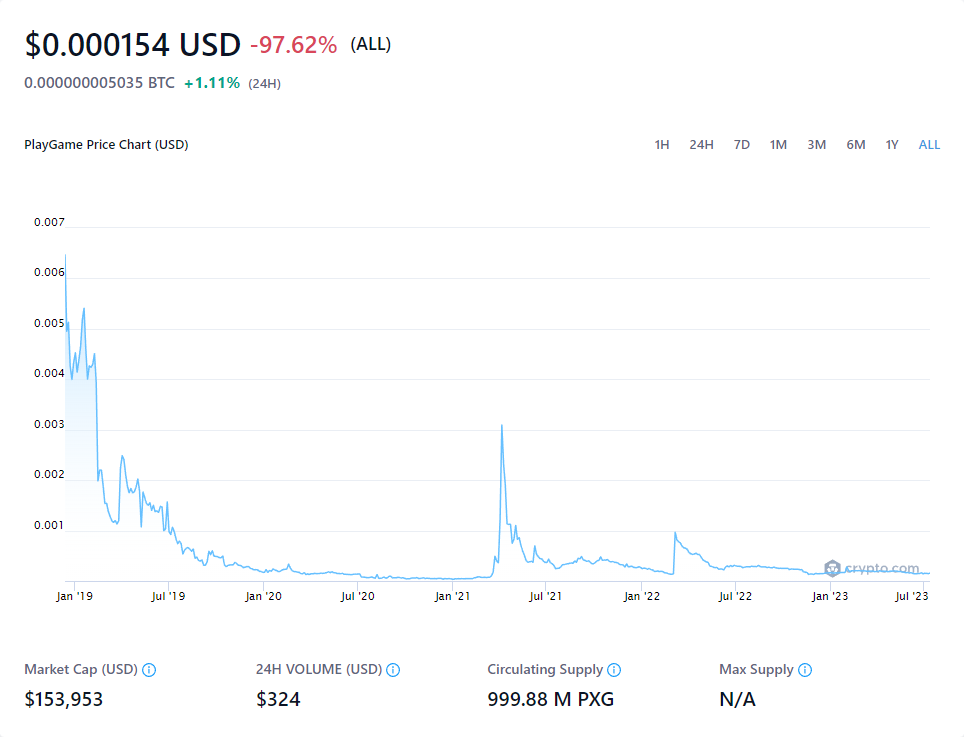 $0.000154 USD -97.62% (ALL)
0.000000005035 BTC +1.11% (24H)
PlayGame Price Chart (USD) 1H 24H 7D 1M 3M 6M 1Y ALL
0.007
0.006
0.005
0.004
0.003
0.002
0.001
crypto.com
Jan '19 Jul '19 Jan '20 Jul '20 Jan '21 Jul '21 Jan '22 Jul '22 Jan '23 Jul '23
Market Cap (USD) 24H VOLUME (USD) Circulating Supply Max Supply
$153,953 $324 999.88 M PXG N/A